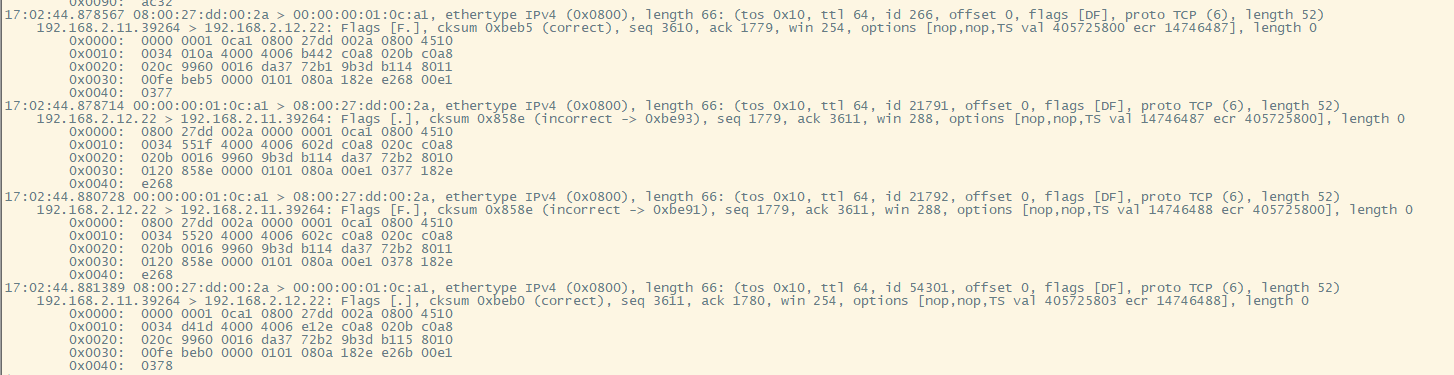 0x0090: ac32
17:02:44.878567 08:00:27:dd:00:2a > 00:00:00:01:0c:a1, ethertype IPv4 (0x0800), length 66: (tos 0x10, ttl 64, id 266, offset 0, flags [DF], proto TCP (6), length 52)
192.168.2.11.39264 > 192.168.2.12.22: Flags [F.], cksum 0xbeb5 (correct), seq 3610, ack 1779, win 254, options [nop,nop,TS val 405725800 ecr 14746487], length 0
0x0000: 0000 0001 0ca1 0800 27dd 002a 0800 4510
0x0010: 0034 010a 4000 4006 b442 c0a8 020b c0a8
0x0020: 020c 9960 0016 da37 72b1 9b3d b114 8011
0x0030: 00fe beb5 0000 0101 080a 182e e268 00e1
0x0040: 0377
17:02:44.878714 00:00:00:01:0c:a1 > 08:00:27:dd:00:2a, ethertype IPv4 (0x0800), length 66: (tos 0x10, ttl 64, id 21791, offset 0, flags [DF], proto TCP (6), length 52)
192.168.2.12.22 > 192.168.2.11.39264: Flags [.], cksum 0x858e (incorrect -> 0xbe93), seq 1779, ack 3611, win 288, options [nop,nop,TS val 14746487 ecr 405725800], length 0
0x0000: 0800 27dd 002a 0000 0001 0ca1 0800 4510
0x0010: 0034 551f 4000 4006 602d c0a8 020c c0a8
0x0020: 020b 0016 9960 9b3d b114 da37 72b2 8010
0x0030: 0120 858e 0000 0101 080a 00e1 0377 182e
0x0040: e268
17:02:44.880728 00:00:00:01:0c:a1 > 08:00:27:dd:00:2a, ethertype IPv4 (0x0800), length 66: (tos 0x10, ttl 64, id 21792, offset 0, flags [DF], proto TCP (6), length 52)
192.168.2.12.22 > 192.168.2.11.39264: Flags [F.], cksum 0x858e (incorrect -> 0xbe91), seq 1779, ack 3611, win 288, options [nop,nop,TS val 14746488 ecr 405725800], length 0
0x0000: 0800 27dd 002a 0000 0001 0ca1 0800 4510
0x0010: 0034 5520 4000 4006 602c c0a8 020c c0a8
0x0020: 020b 0016 9960 9b3d b114 da37 72b2 8011
0x0030: 0120 858e 0000 0101 080a 00e1 0378 182e
0x0040: e268
17:02:44.881389 08:00:27:dd:00:2a > 00:00:00:01:0c:a1, ethertype IPv4 (0x0800), length 66: (tos 0x10, ttl 64, id 54301, offset 0, flags [DF], proto TCP (6), length 52)
192.168.2.11.39264 > 192.168.2.12.22: Flags [.], cksum 0xbeb0 (correct), seq 3611, ack 1780, win 254, options [nop,nop,TS val 405725803 ecr 14746488], length 0
0x0000: 0000 0001 0ca1 0800 27dd 002a 0800 4510
0x0010: 0034 d41d 4000 4006 e12e c0a8 020b c0a8
0x0020: 020c 9960 0016 da37 72b2 9b3d b115 8010
0x0030: 00fe beb0 0000 0101 080a 182e e26b 00e1
0x0040: 0378